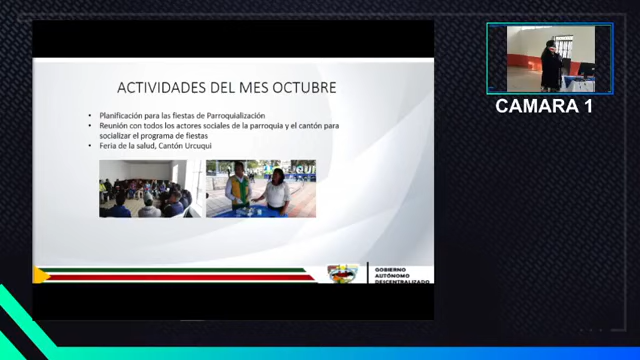 ACTIVIDADES DEL MES OCTUBRE
• Planificación para las fiestas de Parroquialización
• Reunión con todos los actores sociales de la parroquia y el cantón para
socializar el programa de fiestas
• Feria de la salud, Cantón Urcuqui
GOBIERNO
AUTÓNOMO
DESCENTRALIZADO
CAMARA 1